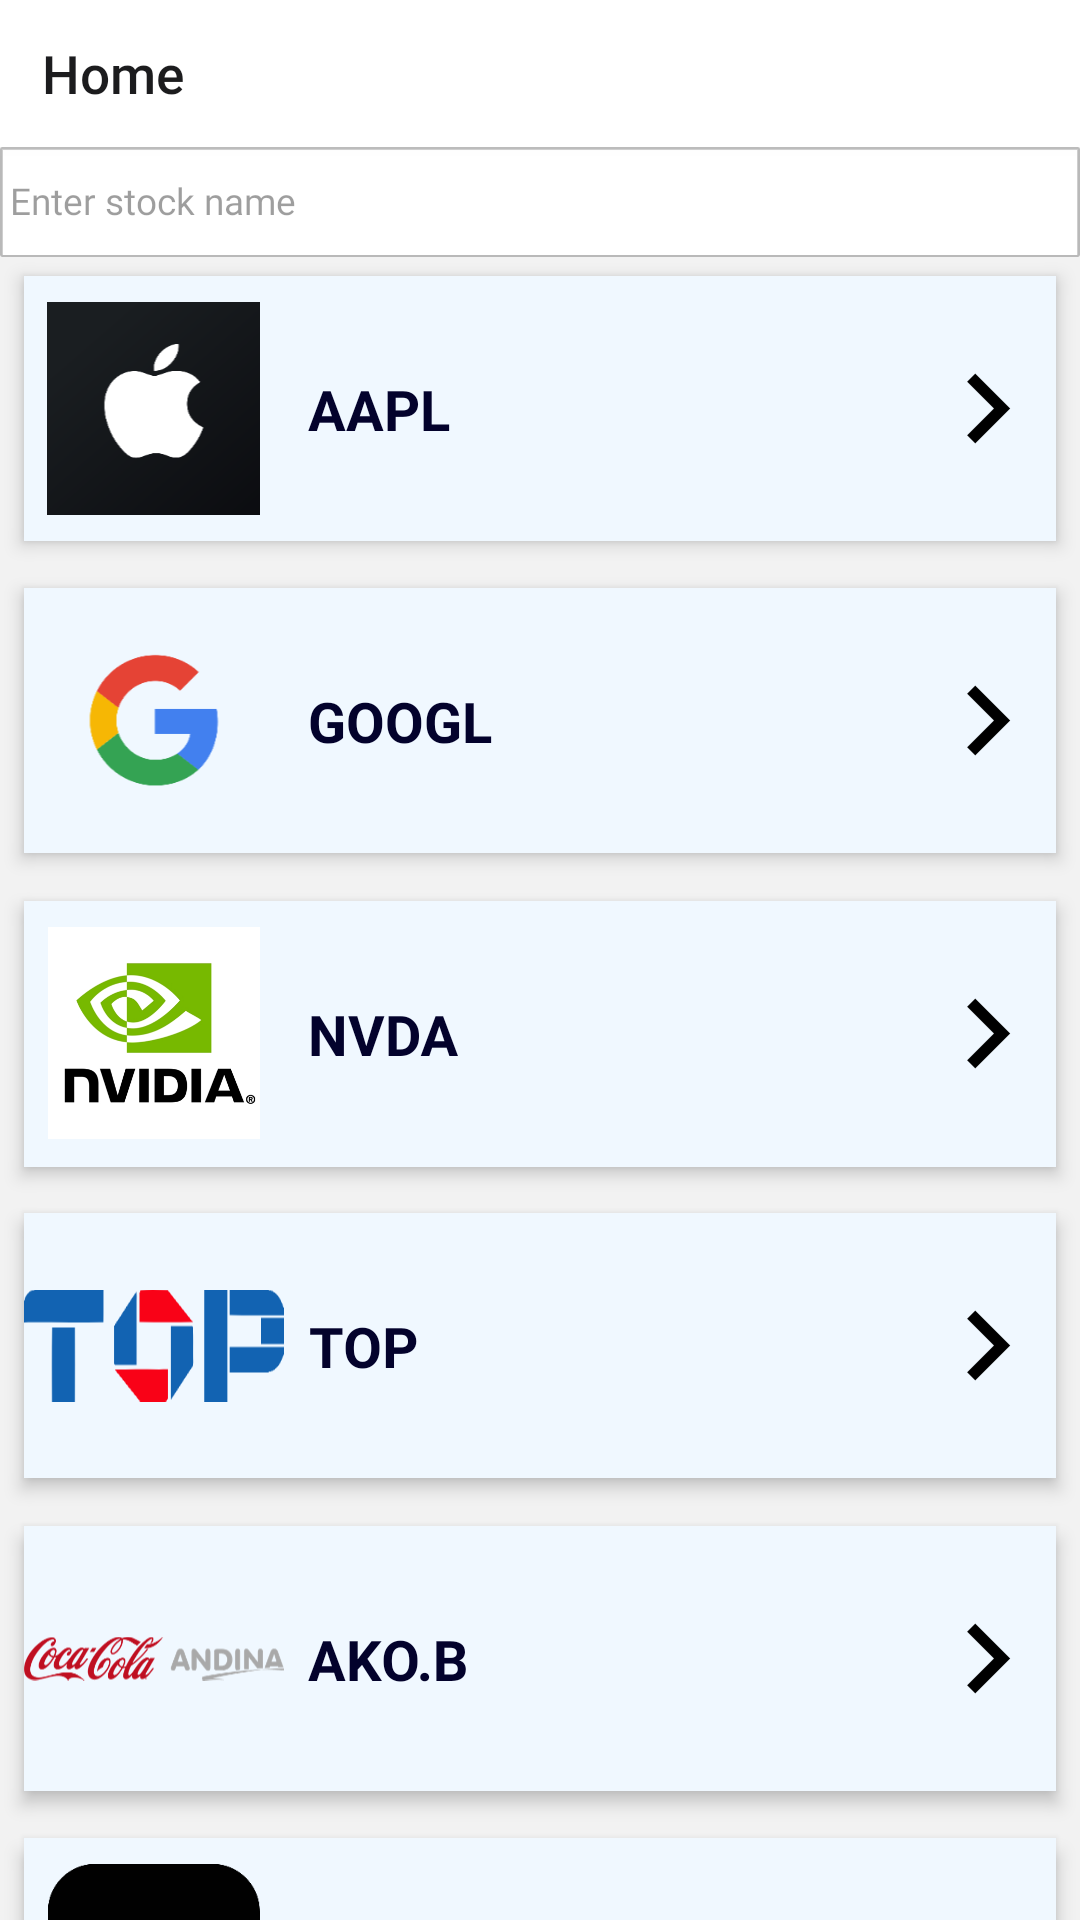 Home
Enter stock name
AAPL
GOOGL
NVIDIA®
NVDA
TOP
TOP
Coca-Cola ANDINA
AKO.B